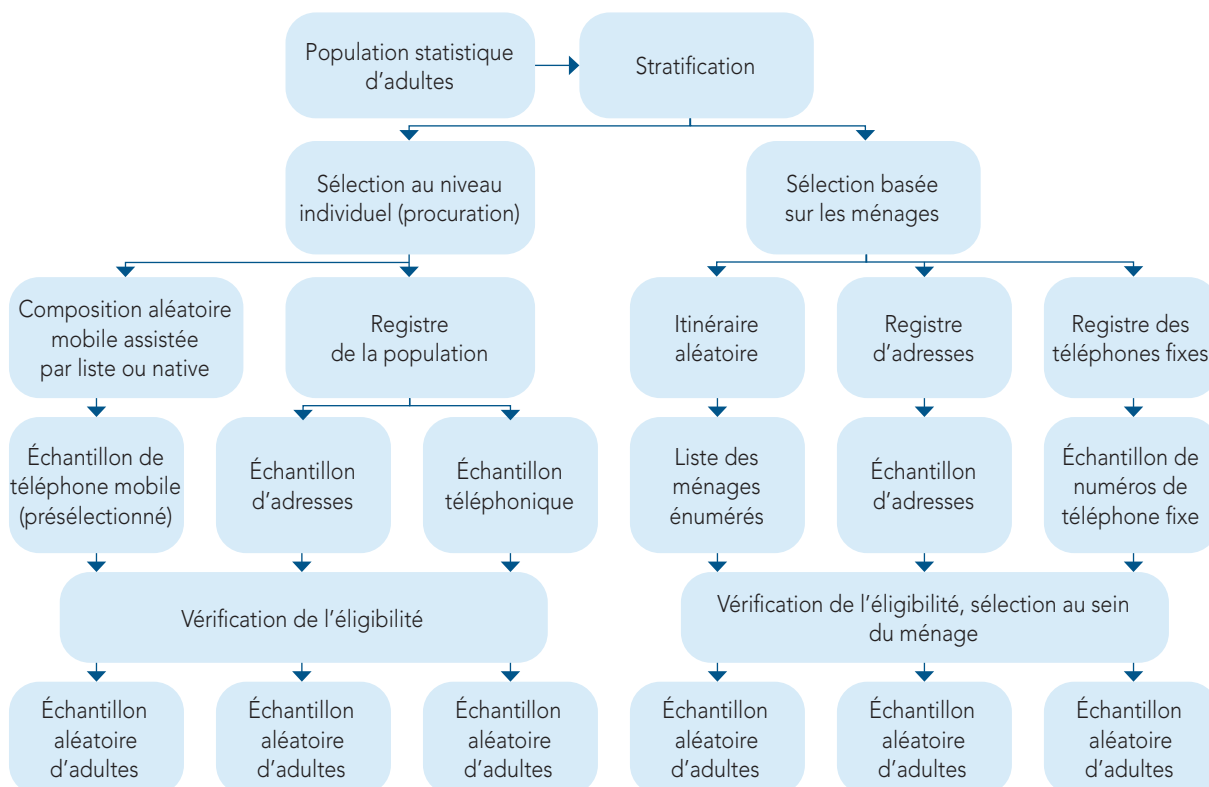 Population statistique
d’adultes
Stratification
Sélection au niveau
individuel (procuration)
Sélection basée
sur les ménages
Composition aléatoire
mobile assistée
par liste ou native
Registre
de la population
Itinéraire
aléatoire
Registre
d’adresses
Registre des
téléphones fixes
Échantillon de
téléphone mobile
(présélectionné)
Échantillon
d’adresses
Échantillon
téléphonique
Liste des
ménages
énumérés
Échantillon
d’adresses
Échantillon de
numéros de
téléphone fixe
Vérification de l’éligibilité
Vérification de l’éligibilité, sélection au sein
du ménage
Échantillon
aléatoire
d’adultes
Échantillon
aléatoire
d’adultes
Échantillon
aléatoire
d’adultes
Échantillon
aléatoire
d’adultes
Échantillon
aléatoire
d’adultes
Échantillon
aléatoire
d’adultes